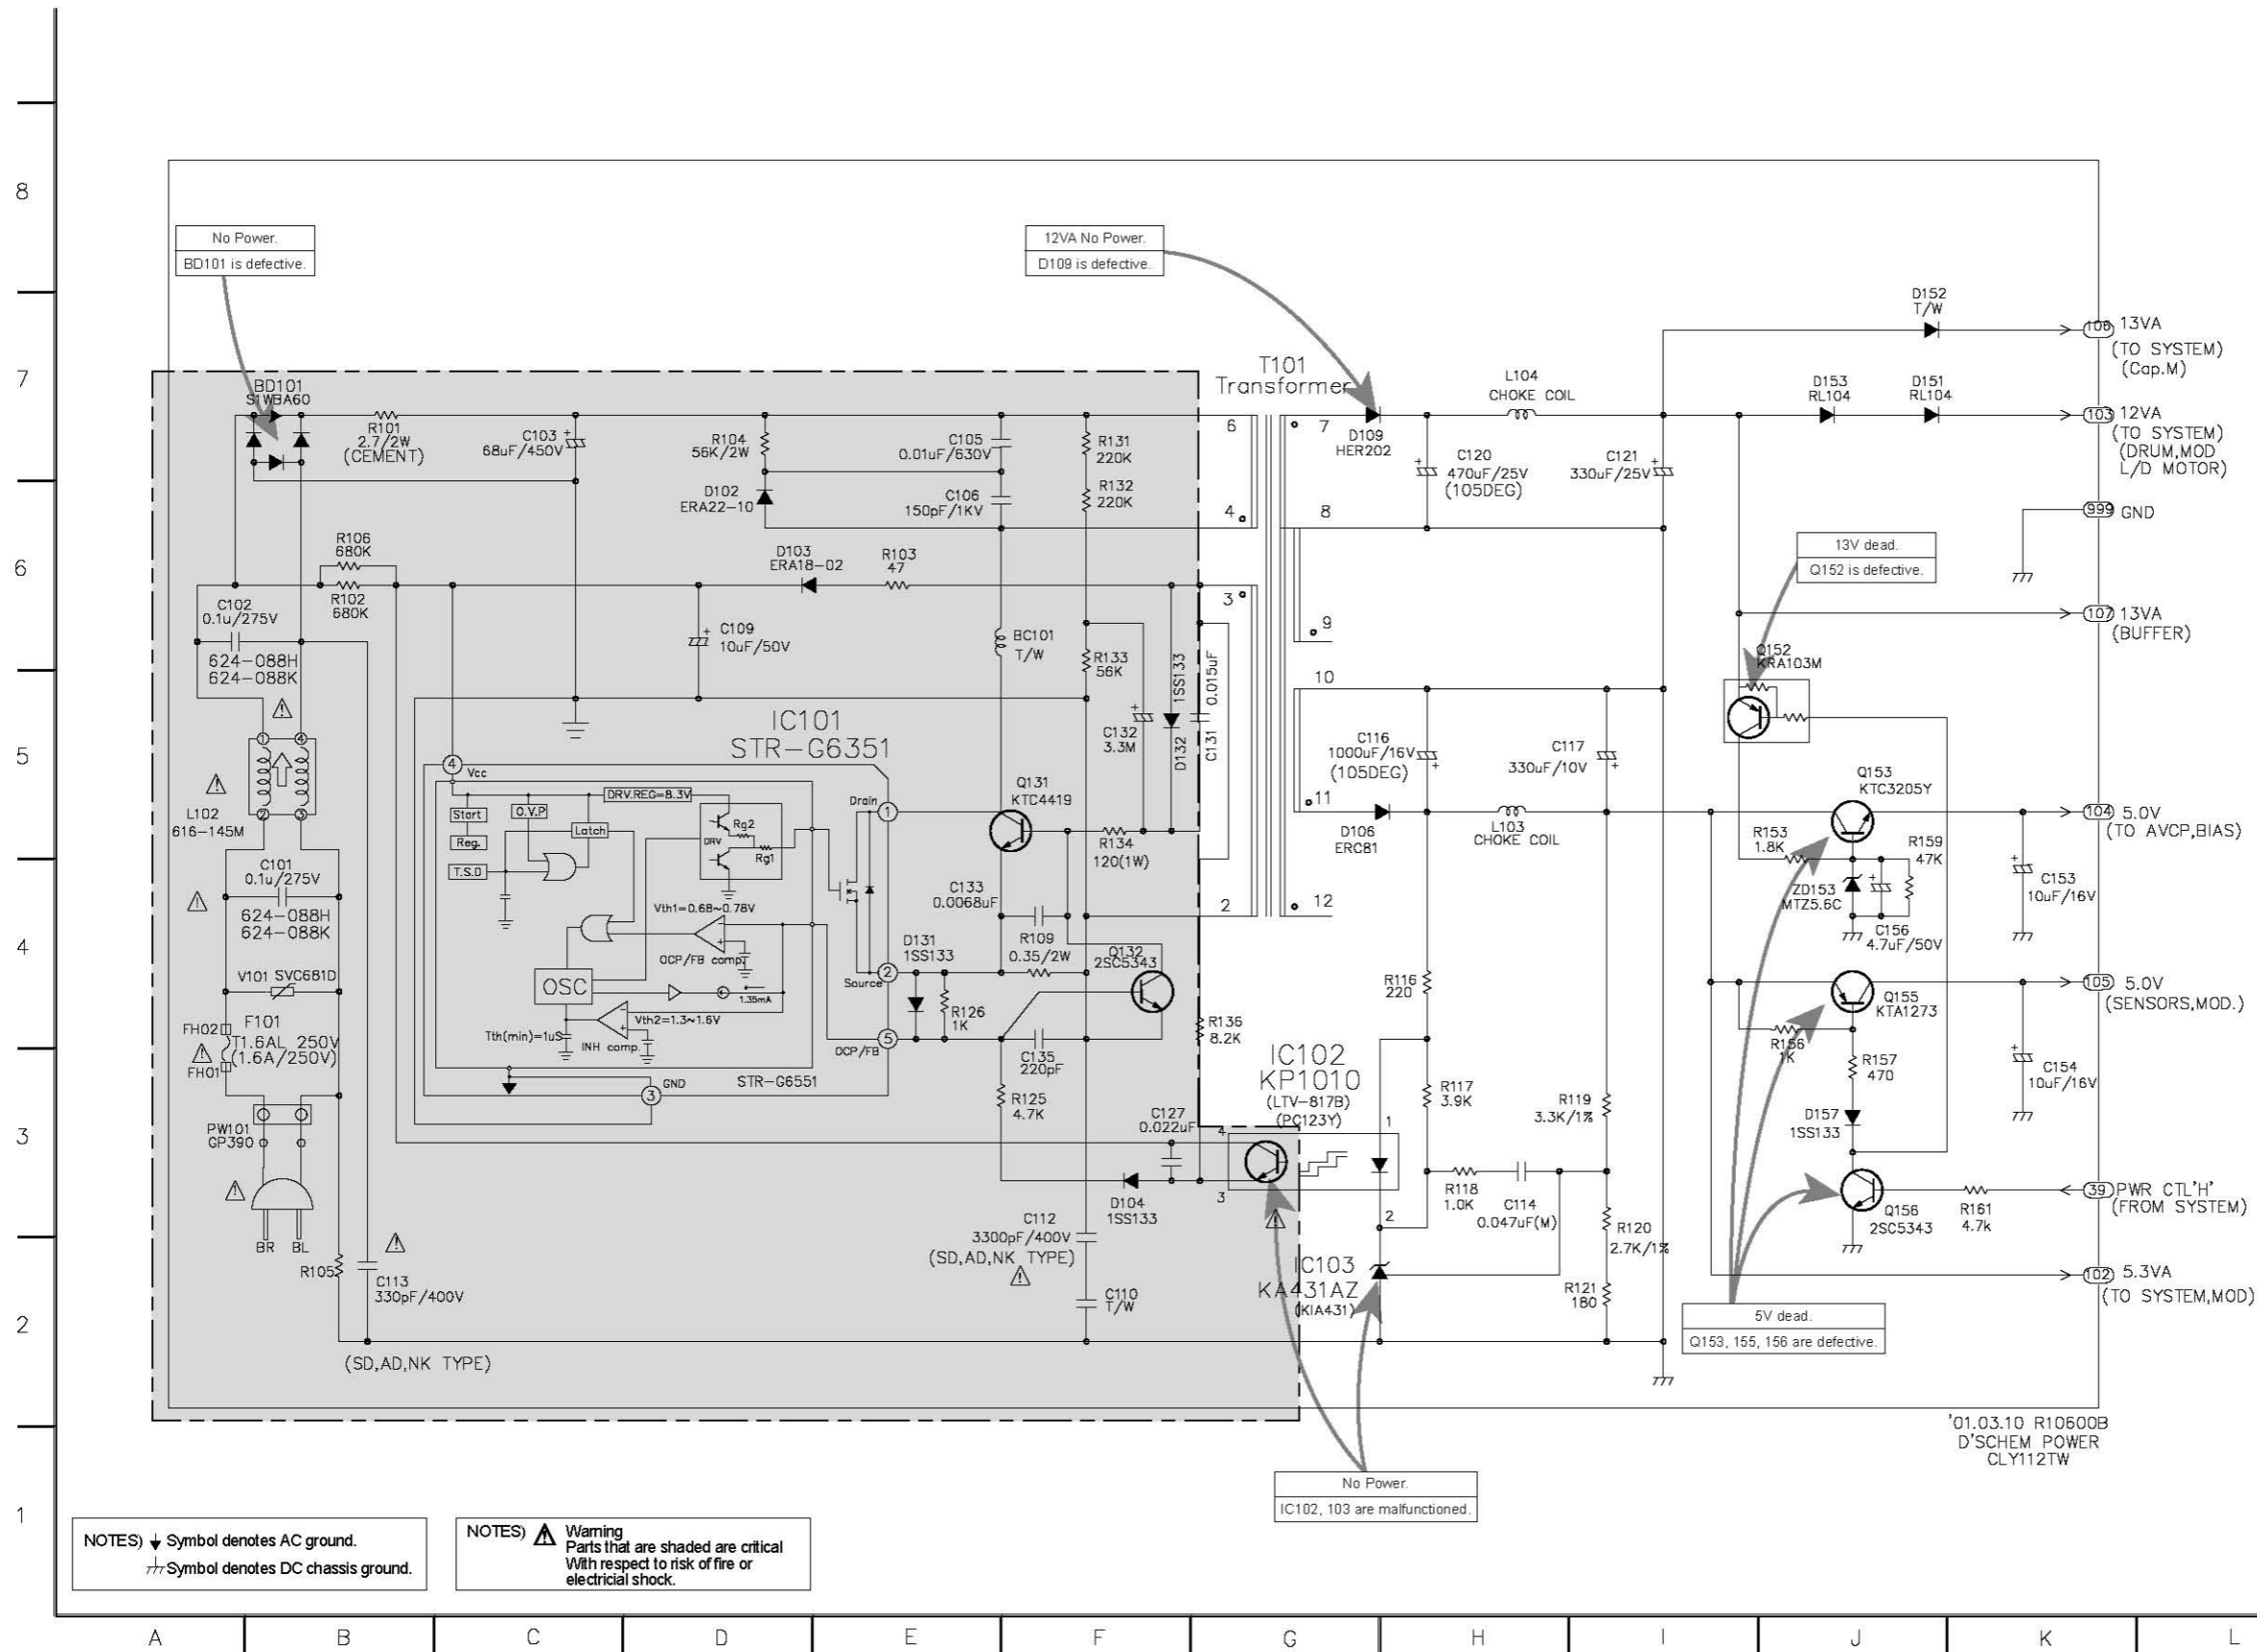 8
7
6
5
4
3
2
1
No Power.
BD101 is defective.
12VA No Power.
D109 is defective.
BD101
S1WBA60
R101
2.7/2W
(CEMENT)
C103
68uF/450V
R104
56K/2W
D102
ERA22-10
C105
0.01uF/630V
C106
150pF/1KV
R131
220K
R132
220K
T101
Transformer
6
4
3
2
7
8
9
10
11
12
D109
HER202
L104
CHOKE COIL
C120
470uF/25V
(105DEG)
C121
330uF/25V
D152
T/W
D153
RL104
D151
RL104
106 13VA
(TO SYSTEM)
(Cap.M)
103 12VA
(TO SYSTEM)
(DRUM,MOD
L/D MOTOR)
999 GND
107 13VA
(BUFFER)
13V dead.
Q152 is defective.
Q152
KRA103M
R106
680K
R102
680K
C102
0.1u/275V
624-088H
624-088K
D103
ERA18-02
R103
47
C109
10uF/50V
BC101
T/W
R133
56K
C132
3.3M
1SS133
D132
0.015uF
C131
1
4
2
3
L102
616-145M
C101
0.1u/275V
624-088H
624-088K
V101 SVC681D
FH02
F101
T1.6AL 250V
(1.6A/250V)
FH01
PW101
GP390
BR BL
R105
C113
330pF/400V
(SD,AD,NK TYPE)
IC101
STR-G6351
4
Vcc
Start
Reg.
O.V.P
DRV.REG=8.3V
Latch
T.S.D
DRV
Rg2
Rg1
Drain
1
Vth1=0.68~0.78V
OCP/FB comp.
OSC
1.35mA
Vth2=1.3~1.6V
Tth(min)=1uS
INH comp.
Source
2
OCP/FB
5
GND
3
STR-G6551
Q131
KTC4419
R134
120(1W)
C133
0.0068uF
R109
0.35/2W
Q132
2SC5343
D131
1SS133
R126
1K
C135
220pF
R125
4.7K
C127
0.022uF
R136
8.2K
D104
1SS133
C112
3300pF/400V
(SD,AD,NK TYPE)
C110
T/W
IC102
KP1010
(LTV-817B)
(PC123Y)
4
3
1
2
IC103
KA431AZ
(KIA431)
C116
1000uF/16V
(105DEG)
C117
330uF/10V
D106
ERC81
L103
CHOKE COIL
R116
220
R117
3.9K
R119
3.3K/1%
R118
1.0K
C114
0.047uF(M)
R120
2.7K/1%
R121
180
Q153
KTC3205Y
R153
1.8K
R159
47K
ZD153
MTZ5.6C
C156
4.7uF/50V
C153
10uF/16V
104 5.0V
(TO AVCP,BIAS)
Q155
KTA1273
105 5.0V
(SENSORS,MOD.)
R156
1K
R157
470
C154
10uF/16V
D157
1SS133
Q156
2SC5343
R161
4.7k
39 PWR CTL'H'
(FROM SYSTEM)
102 5.3VA
(TO SYSTEM,MOD)
5V dead.
Q153, 155, 156 are defective.
No Power.
IC102, 103 are malfunctioned.
'01.03.10 R10600B
D'SCHEM POWER
CLY112TW
NOTES) Symbol denotes AC ground.
Symbol denotes DC chassis ground.
NOTES) Warning
Parts that are shaded are critical
With respect to risk of fire or
electricial shock.
A B C D E F G H I J K L